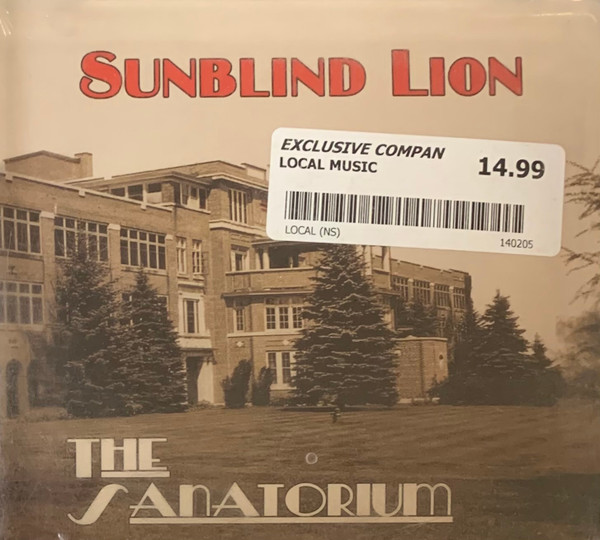 SUNBLIND LION
EXCLUSIVE COMPAN
LOCAL MUSIC
14.99
LOCAL (NS)
140205
THE
SANATORIUM